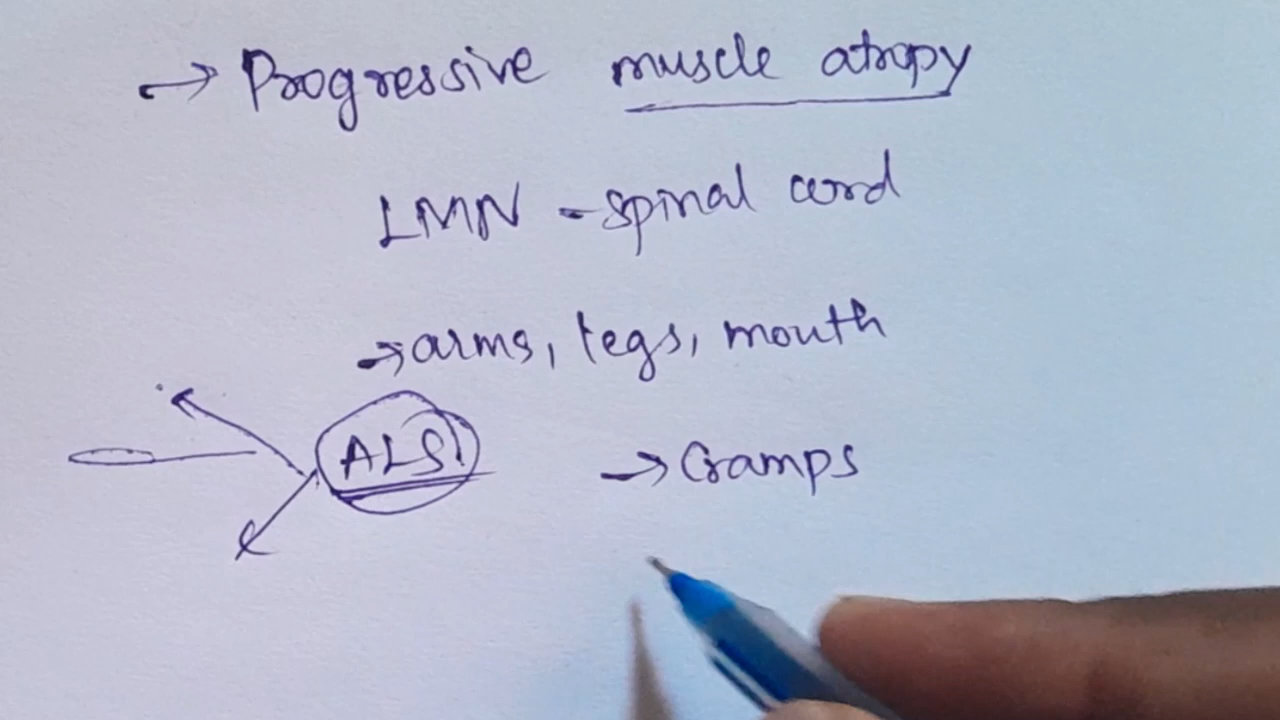 → Progressive muscle atropy
LMN - spinal cord
→ arms, legs, mouth
ALS
→ Cramps